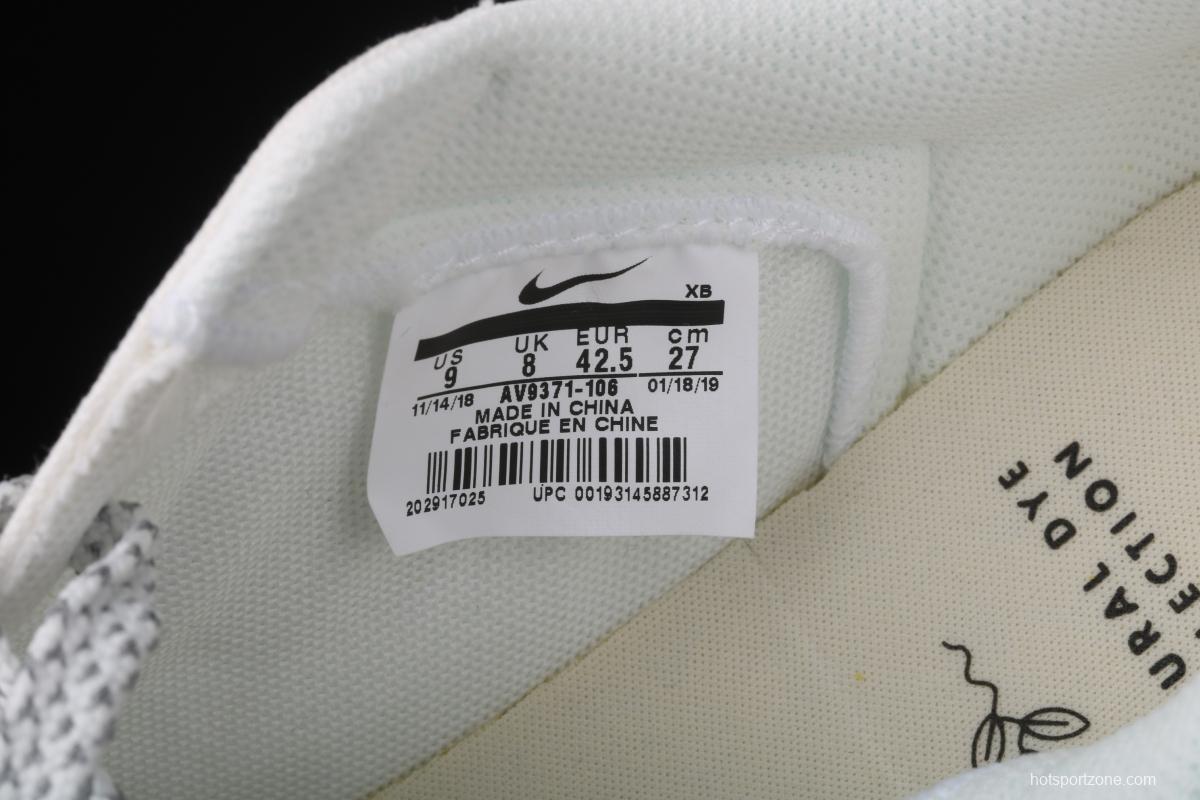 XB
US UK EUR cm
9 8 42.5 27
11/14/18 AV9371-106 01/18/19
MADE IN CHINA
FABRIQUE EN CHINE
202917025 UPC 00193145887312
URAL DYE
ECTION
hotsportzone.com